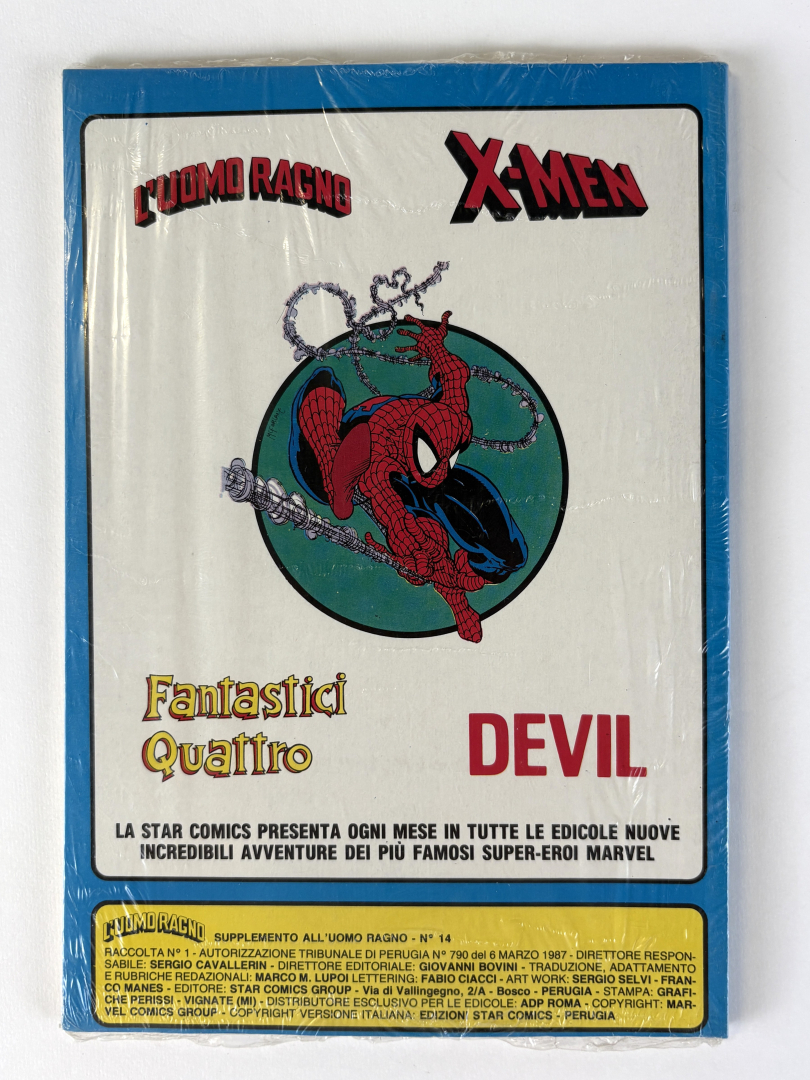 L'UOMO RAGNO
X-MEN
Fantastici
Quattro
DEVIL
LA STAR COMICS PRESENTA OGNI MESE IN TUTTE LE EDICOLE NUOVE
INCREDIBILI AVVENTURE DEI PIÙ FAMOSI SUPER-EROI MARVEL
L'UOMO RAGNO SUPPLEMENTO ALL'UOMO RAGNO - N° 14
RACCOLTA N° 1 - AUTORIZZAZIONE TRIBUNALE DI PERUGIA N° 790 del 6 MARZO 1987 - DIRETTORE RESPON-
SABILE: SERGIO CAVALLERIN - DIRETTORE EDITORIALE: GIOVANNI BOVINI - TRADUZIONE, ADATTAMENTO
E RUBRICHE REDAZIONALI: MARCO M. LUPOI LETTERING: FABIO CIACCI - ART WORK: SERGIO SELVI - FRAN-
CO MANES - EDITORE: STAR COMICS GROUP - Via di Vallingegno, 2/A - Bosco - PERUGIA - STAMPA: GRAFI-
CHE PERISSI - VIGNATE (MI) - DISTRIBUTORE ESCLUSIVO PER LE EDICOLE: ADP ROMA - COPYRIGHT: MAR-
VEL COMICS GROUP - COPYRIGHT VERSIONE ITALIANA: EDIZIONI STAR COMICS - PERUGIA